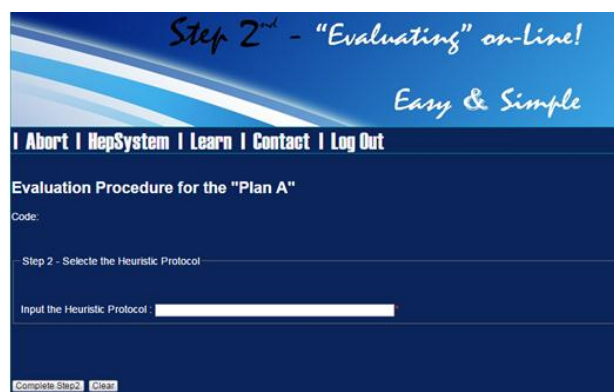 Step 2nd - "Evaluating" on-Line!
Easy & Simple
| Abort | HepSystem | Learn | Contact | Log Out
Evaluation Procedure for the "Plan A"
Code:
Step 2 - Selecte the Heuristic Protocol
Input the Heuristic Protocol : *
Complete Step2 Clear